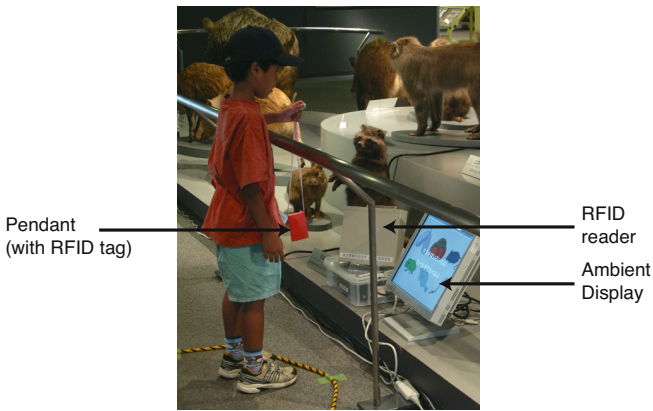 Pendant
(with RFID tag)
RFID
reader
Ambient
Display